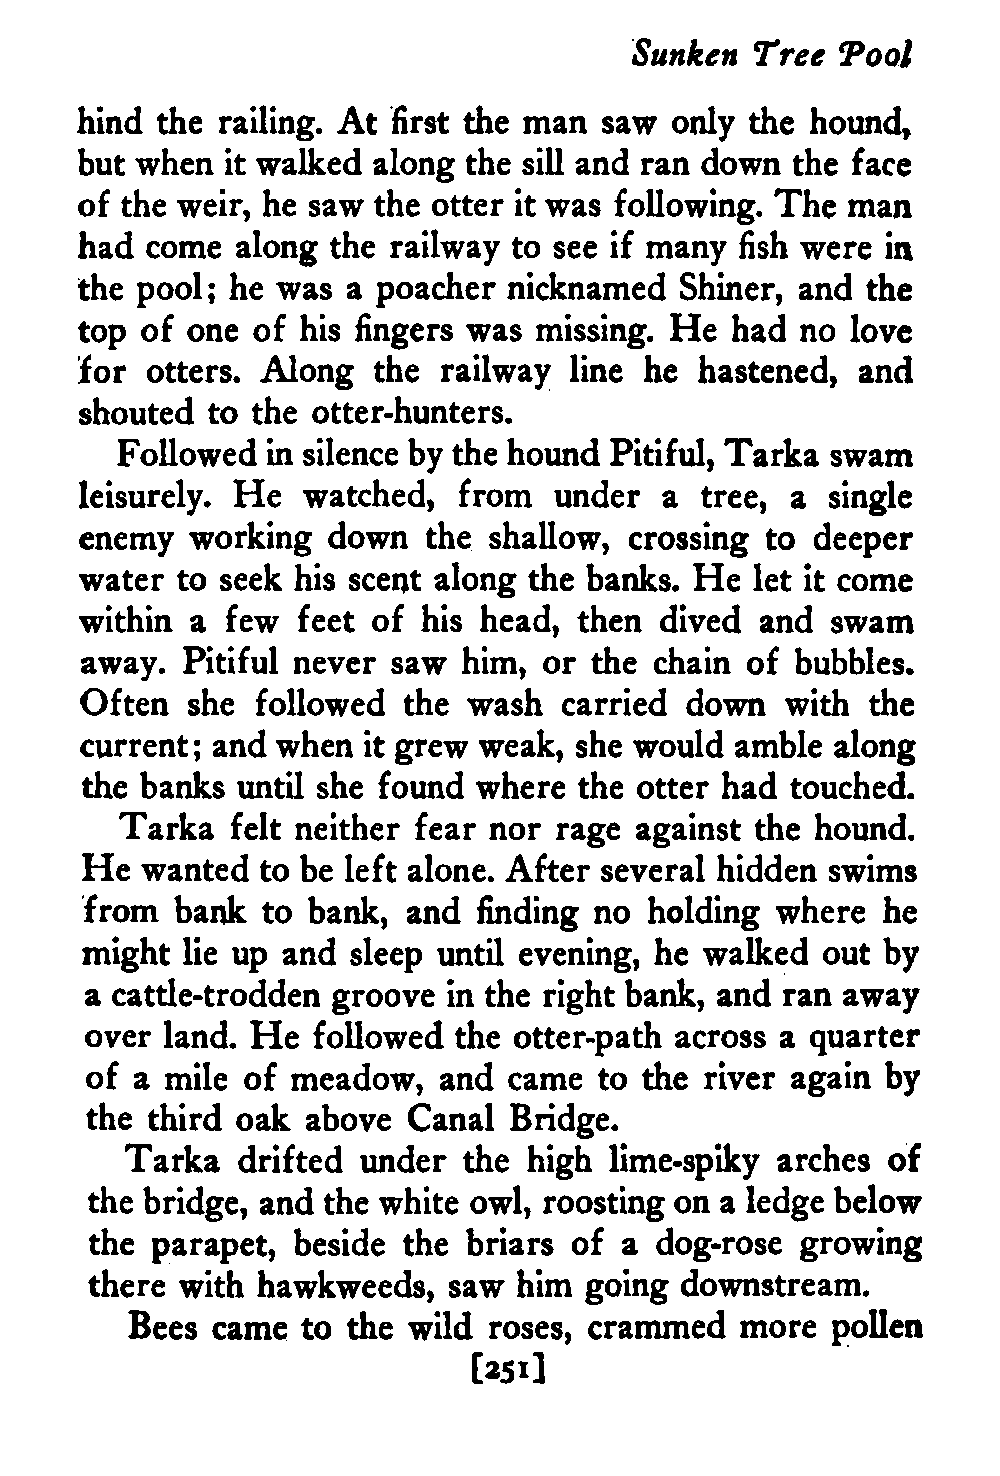 Sunken Tree Pool
hind the railing. At first the man saw only the hound,
but when it walked along the sill and ran down the face
of the weir, he saw the otter it was following. The man
had come along the railway to see if many fish were in
the pool; he was a poacher nicknamed Shiner, and the
top of one of his fingers was missing. He had no love
for otters. Along the railway line he hastened, and
shouted to the otter-hunters.
Followed in silence by the hound Pitiful, Tarka swam
leisurely. He watched, from under a tree, a single
enemy working down the shallow, crossing to deeper
water to seek his scent along the banks. He let it come
within a few feet of his head, then dived and swam
away. Pitiful never saw him, or the chain of bubbles.
Often she followed the wash carried down with the
current; and when it grew weak, she would amble along
the banks until she found where the otter had touched.
Tarka felt neither fear nor rage against the hound.
He wanted to be left alone. After several hidden swims
from bank to bank, and finding no holding where he
might lie up and sleep until evening, he walked out by
a cattle-trodden groove in the right bank, and ran away
over land. He followed the otter-path across a quarter
of a mile of meadow, and came to the river again by
the third oak above Canal Bridge.
Tarka drifted under the high lime-spiky arches of
the bridge, and the white owl, roosting on a ledge below
the parapet, beside the briars of a dog-rose growing
there with hawkweeds, saw him going downstream.
Bees came to the wild roses, crammed more pollen
[251]